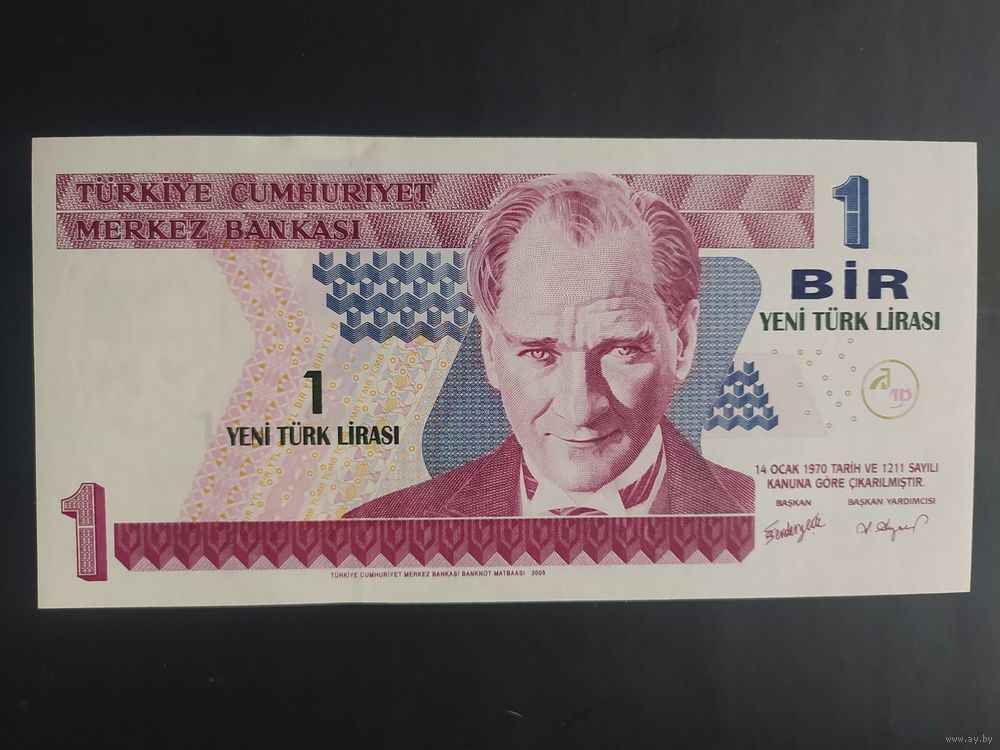 TÜRKİYE CUMHURİYET
MERKEZ BANKASI
1
BİR
YENİ TÜRK LİRASI
1
YENİ TÜRK LİRASI
14 OCAK 1970 TARİH VE 1211 SAYILI
KANUNA GÖRE ÇIKARILMIŞTIR.
BAŞKAN BAŞKAN YARDIMCISI
1
TÜRKİYE CUMHURİYET MERKEZ BANKASI BANKNOT MATBAASI 2005
www.ay.by